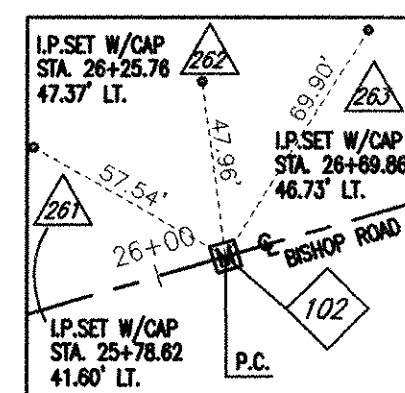 I.P.SET W/CAP
STA. 26+25.76
47.37' LT.
262
69.90'
263
47.96'
I.P.SET W/CAP
STA. 26+69.86
46.73' LT.
57.54'
261
26+00
M
℄ BISHOP ROAD
102
I.P.SET W/CAP
STA. 25+78.62
41.60' LT.
P.C.